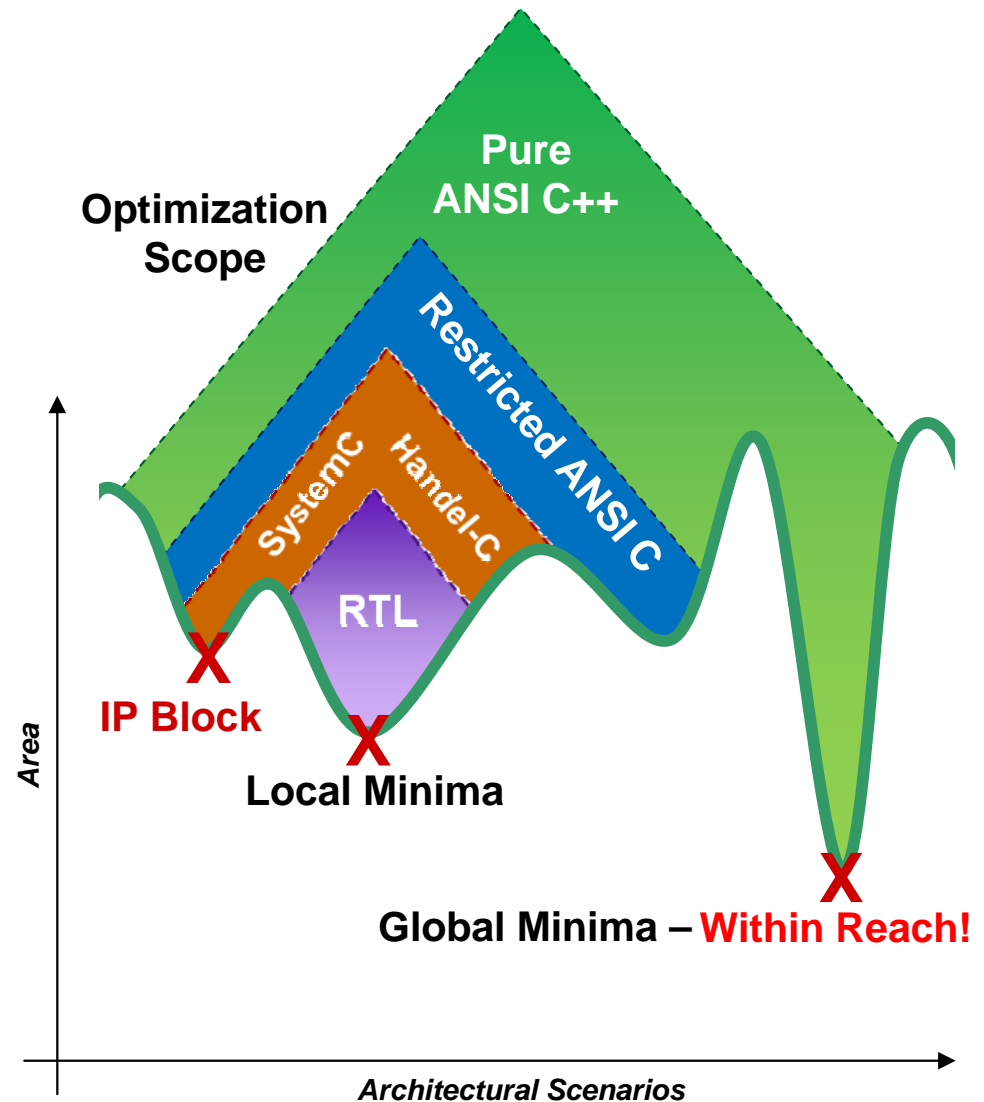 Pure
ANSI C++
Optimization
Scope
Restricted ANSI C
SystemC
Handel-C
RTL
X
IP Block
X
Local Minima
X
Global Minima – Within Reach!
Area
Architectural Scenarios